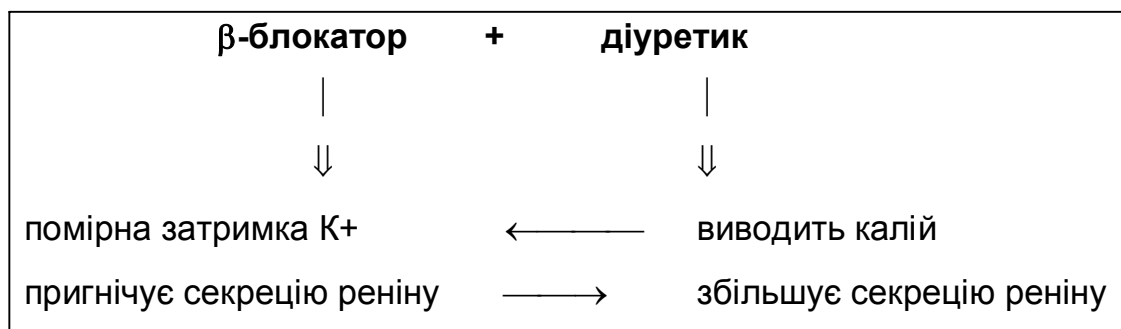 β-блокатор + діуретик
помірна затримка К+ ← виводить калій
пригнічує секрецію реніну → збільшує секрецію реніну